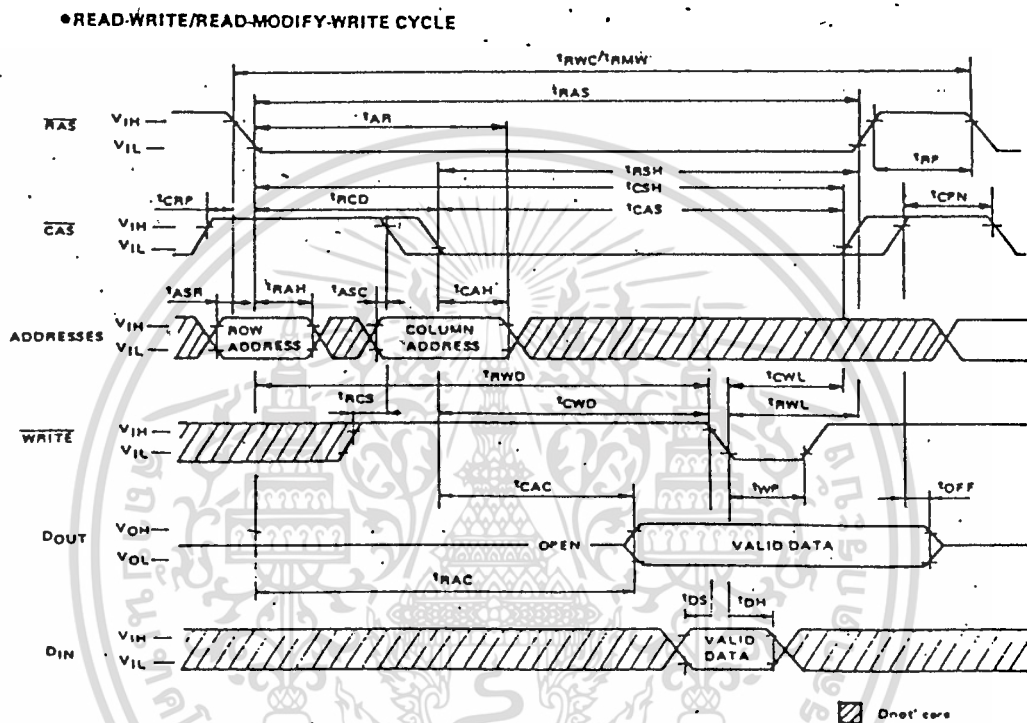 ●READ-WRITE/READ-MODIFY-WRITE CYCLE
tRWC/tRMW
tRAS
tAR
RAS VIH
VIL
tRP
tRSH
tCSH
tCRP tRCD tCAS tCPN
CAS VIH
VIL
tASR tRAH tASC tCAH
ADDRESSES VIH
VIL
ROW ADDRESS
COLUMN ADDRESS
tRWD tCWL
tRCS tCWD tRWL
WRITE VIH
VIL
tCAC tWP tOFF
DOUT VOH
VOL
OPEN VALID DATA
tRAC
tDS tDH
DIN VIH
VIL
VALID DATA
Dnot' care